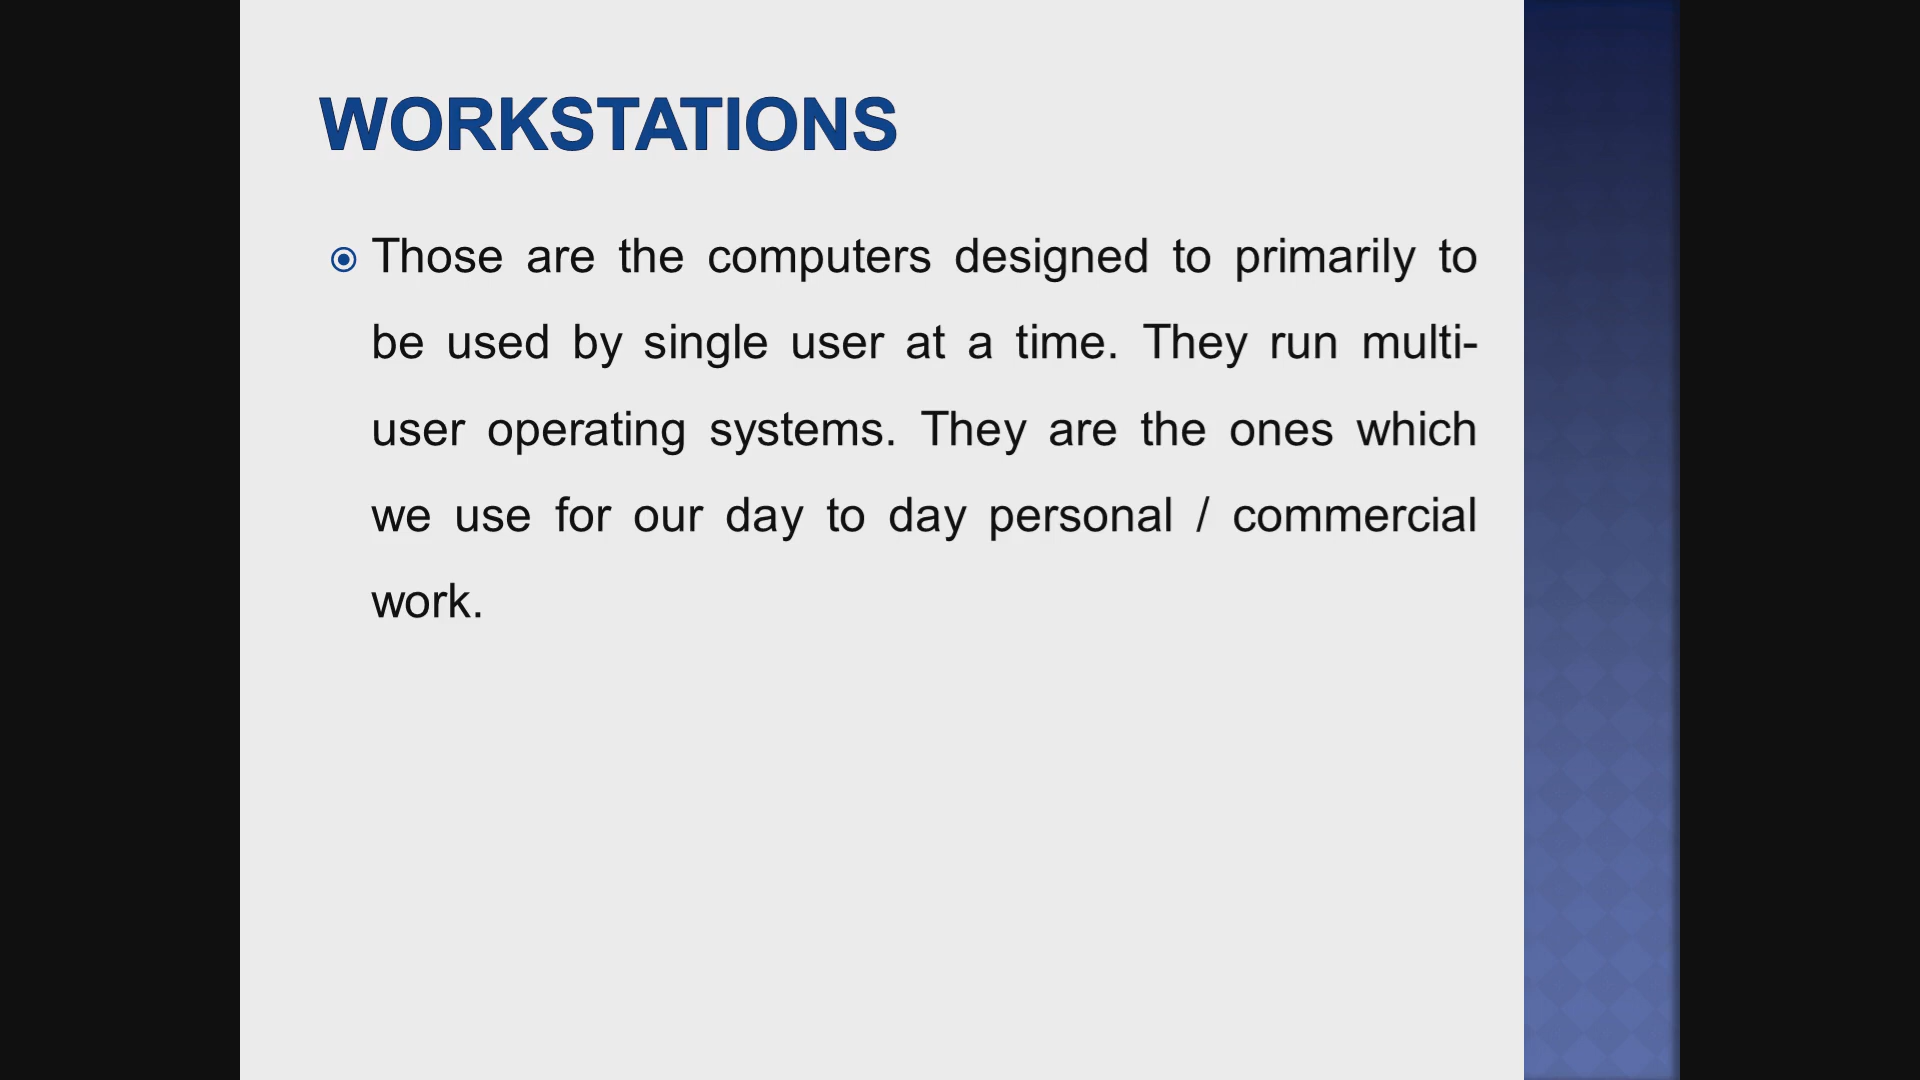 WORKSTATIONS
Those are the computers designed to primarily to
be used by single user at a time. They run multi-
user operating systems. They are the ones which
we use for our day to day personal / commercial
work.